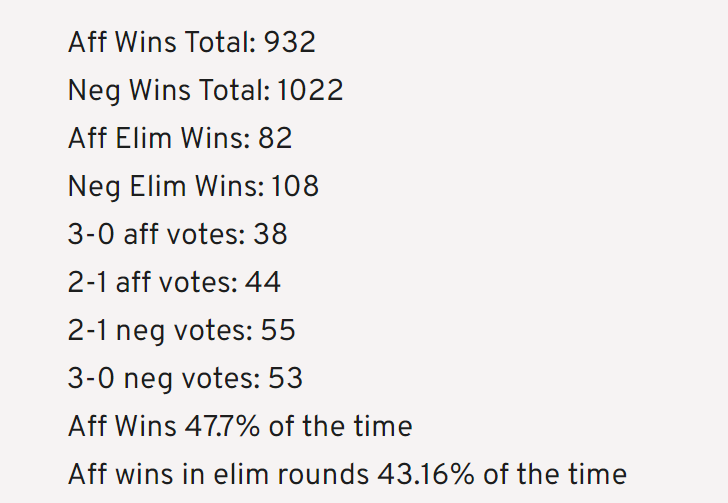 Aff Wins Total: 932
Neg Wins Total: 1022
Aff Elim Wins: 82
Neg Elim Wins: 108
3-0 aff votes: 38
2-1 aff votes: 44
2-1 neg votes: 55
3-0 neg votes: 53
Aff Wins 47.7% of the time
Aff wins in elim rounds 43.16% of the time